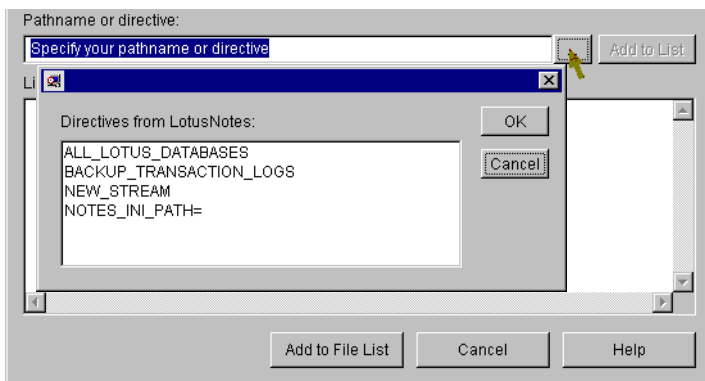 Pathname or directive:
Specify your pathname or directive
...
Add to List
Li
Directives from LotusNotes:
OK
ALL_LOTUS_DATABASES
BACKUP_TRANSACTION_LOGS
Cancel
NEW_STREAM
NOTES_INI_PATH=
Add to File List
Cancel
Help